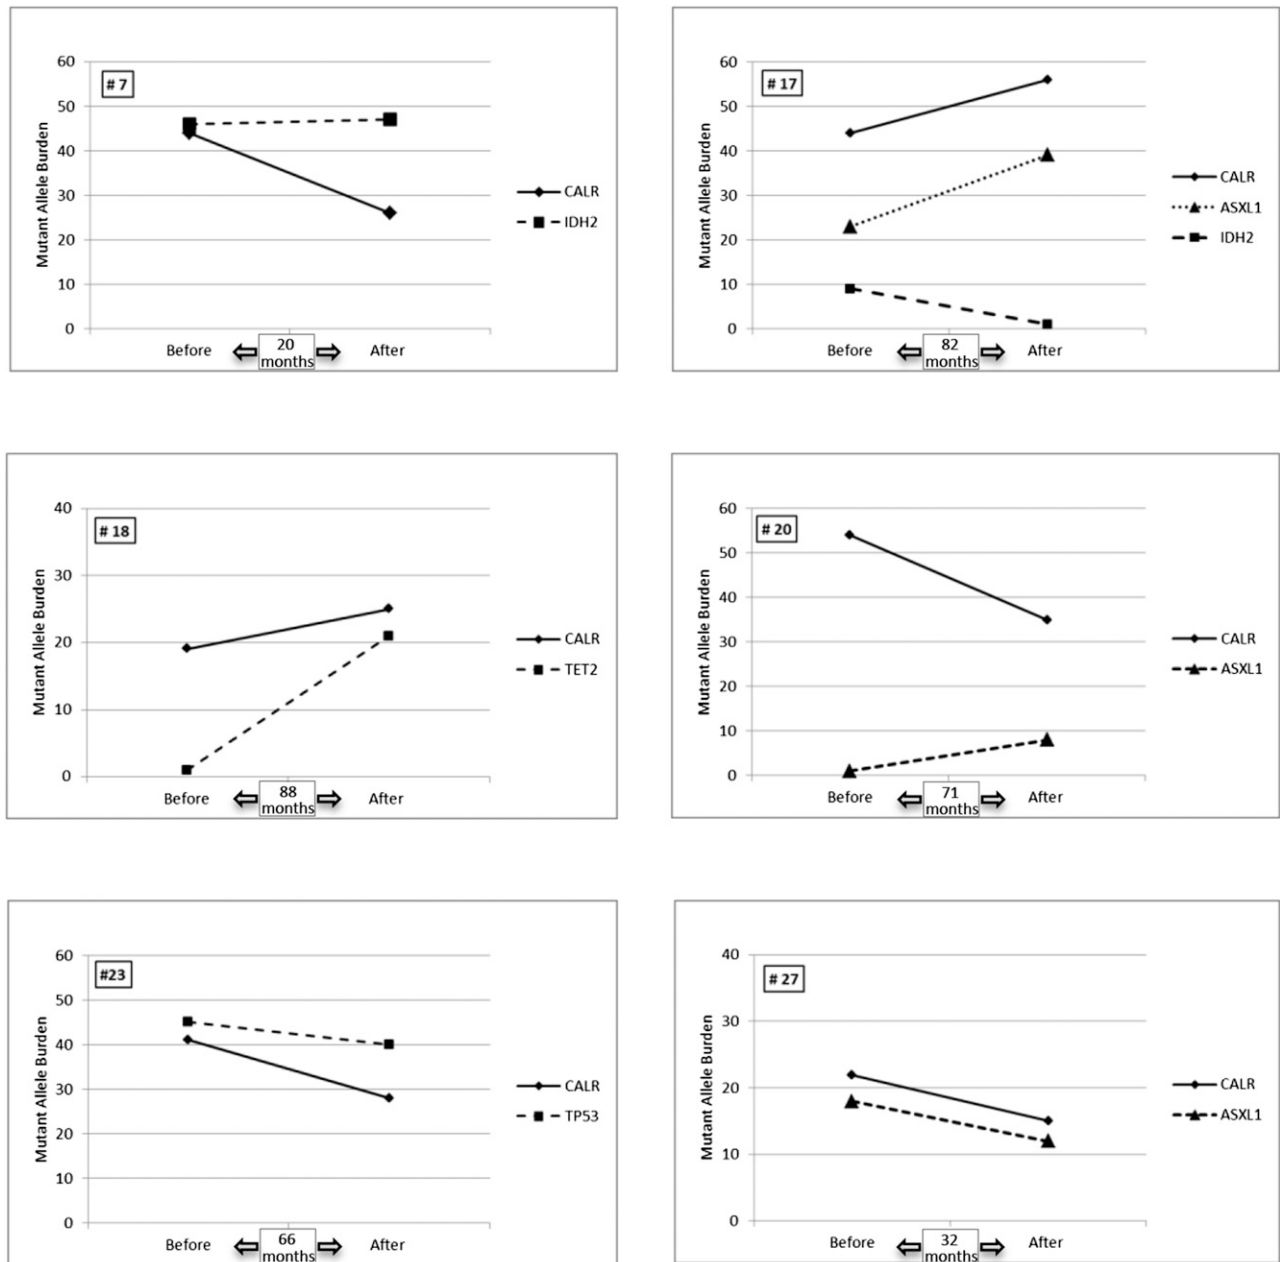 60
# 7
50
40
30
20
10
0
Mutant Allele Burden
CALR
IDH2
Before
20
months
After
60
# 17
50
40
30
20
10
0
Mutant Allele Burden
CALR
ASXL1
IDH2
Before
82
months
After
40
# 18
30
20
10
0
Mutant Allele Burden
CALR
TET2
Before
88
months
After
60
# 20
50
40
30
20
10
0
Mutant Allele Burden
CALR
ASXL1
Before
71
months
After
60
#23
50
40
30
20
10
0
Mutant Allele Burden
CALR
TP53
Before
66
months
After
40
# 27
30
20
10
0
Mutant Allele Burden
CALR
ASXL1
Before
32
months
After